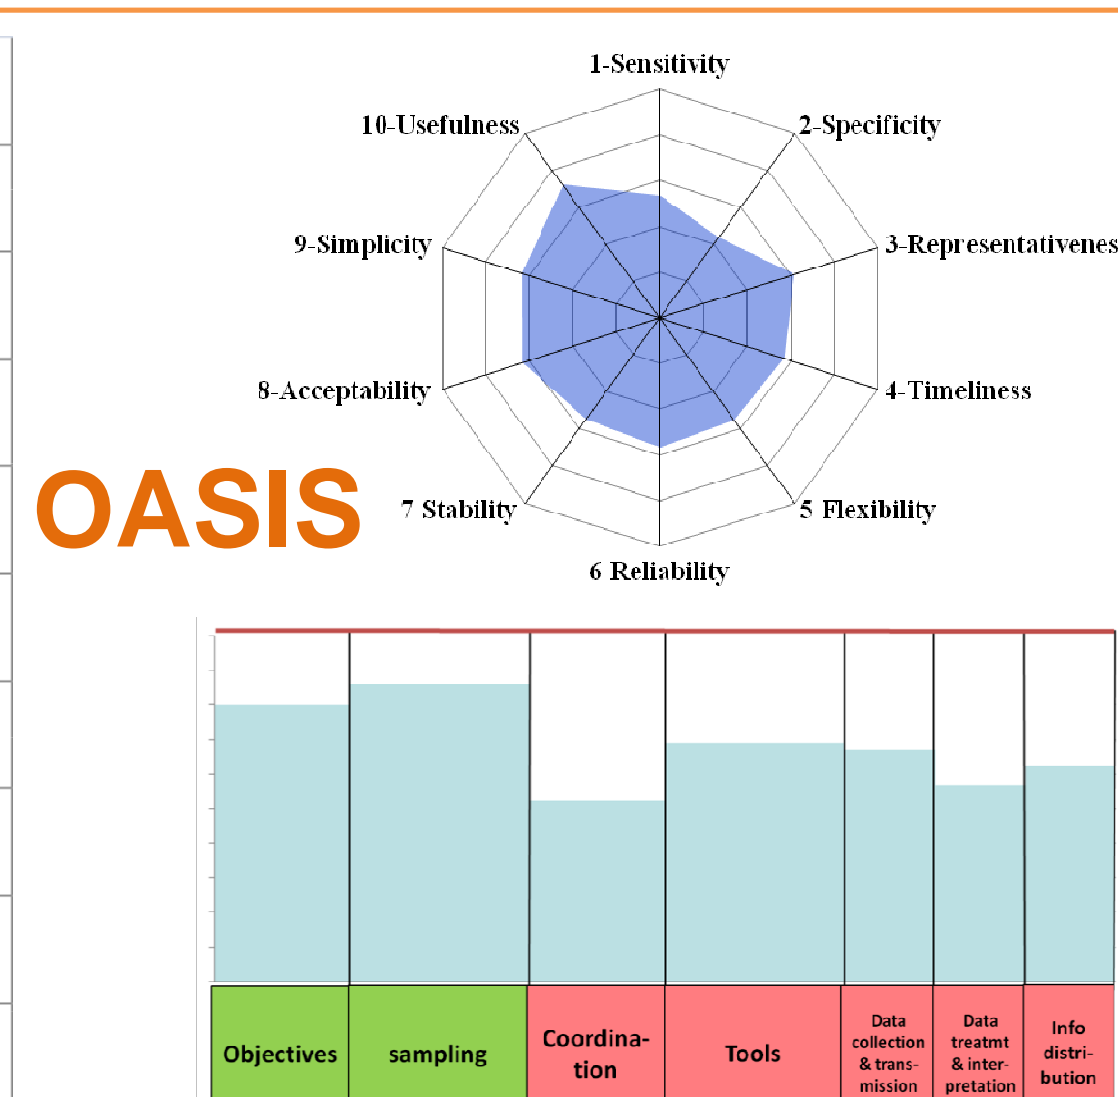 1-Sensitivity
10-Usefulness
2-Specificity
9-Simplicity
3-Representativenes
8-Acceptability
4-Timeliness
OASIS
7 Stability
5 Flexibility
6 Reliability
Objectives
sampling
Coordina-
tion
Tools
Data
collection
& trans-
mission
Data
treatmt
& inter-
pretation
Info
distri-
bution